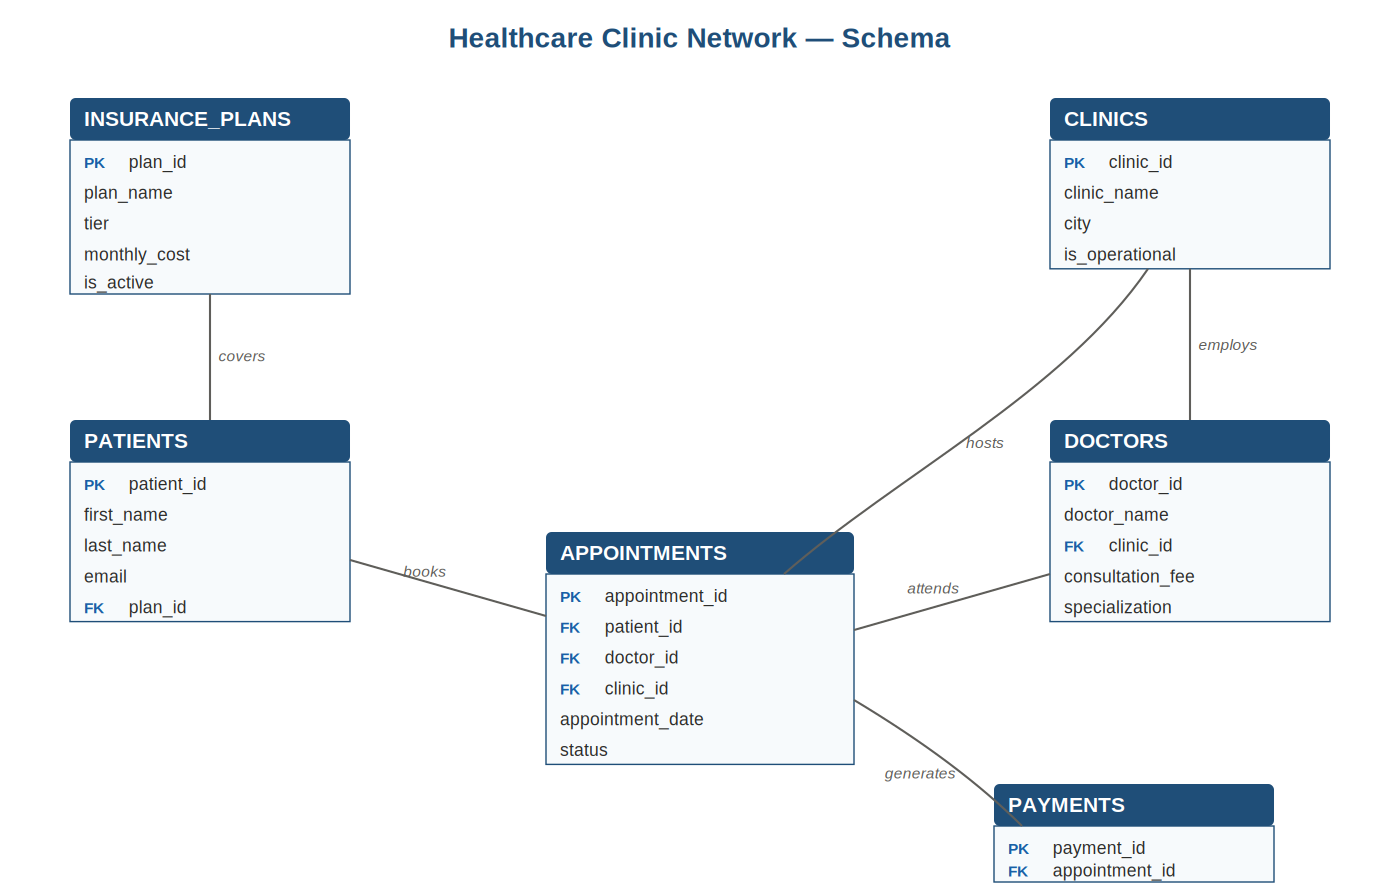 Healthcare Clinic Network — Schema
INSURANCE_PLANS
PK plan_id
plan_name
tier
monthly_cost
is_active
CLINICS
PK clinic_id
clinic_name
city
is_operational
covers
employs
hosts
PATIENTS
PK patient_id
first_name
last_name
email
FK plan_id
books
APPOINTMENTS
PK appointment_id
FK patient_id
FK doctor_id
FK clinic_id
appointment_date
status
attends
DOCTORS
PK doctor_id
doctor_name
FK clinic_id
consultation_fee
specialization
generates
PAYMENTS
PK payment_id
FK appointment_id